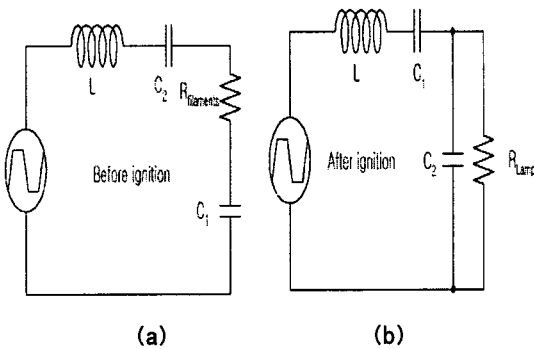 L
C2
Rfilaments
Before ignition
C1
(a)
L
C1
After ignition
C2
RLamp
(b)